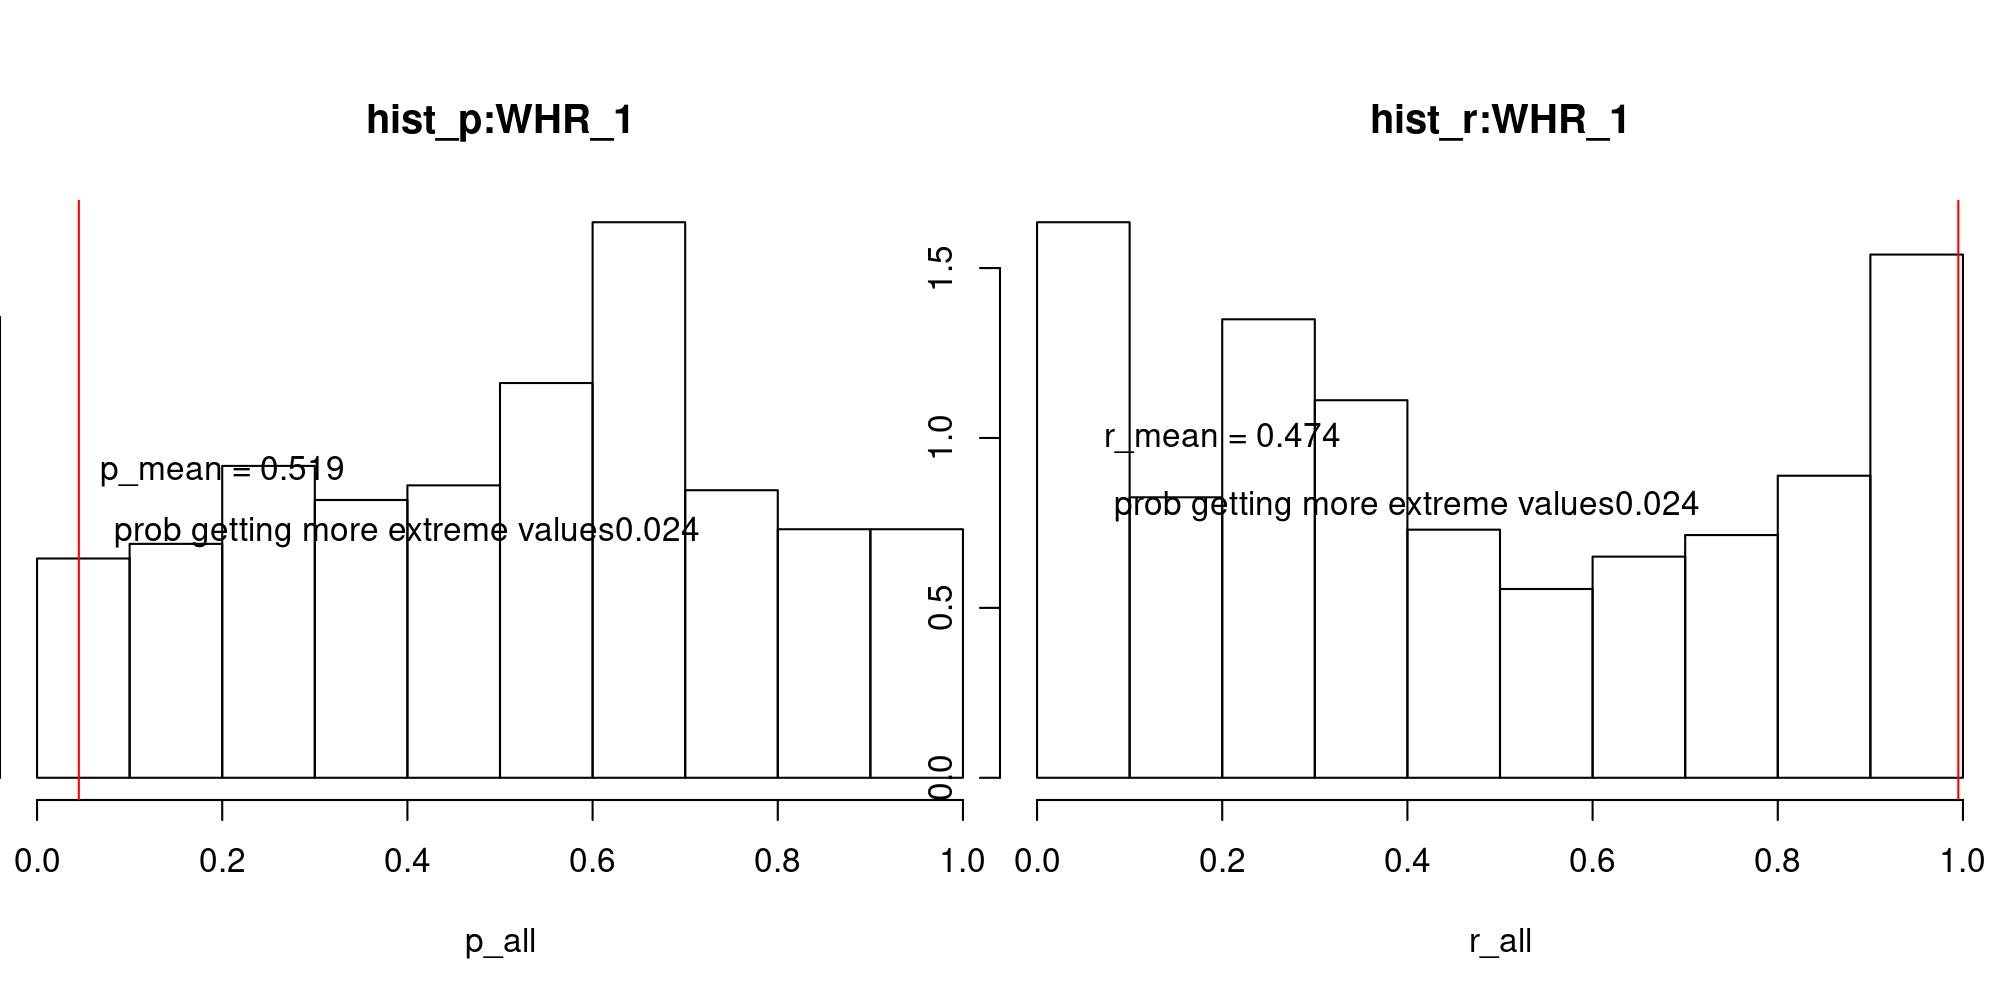 hist_p:WHR_1
p_mean = 0.519
prob getting more extreme values0.024
0.0 0.2 0.4 0.6 0.8 1.0
p_all
hist_r:WHR_1
1.5
1.0
0.5
0.0
r_mean = 0.474
prob getting more extreme values0.024
0.0 0.2 0.4 0.6 0.8 1.0
r_all